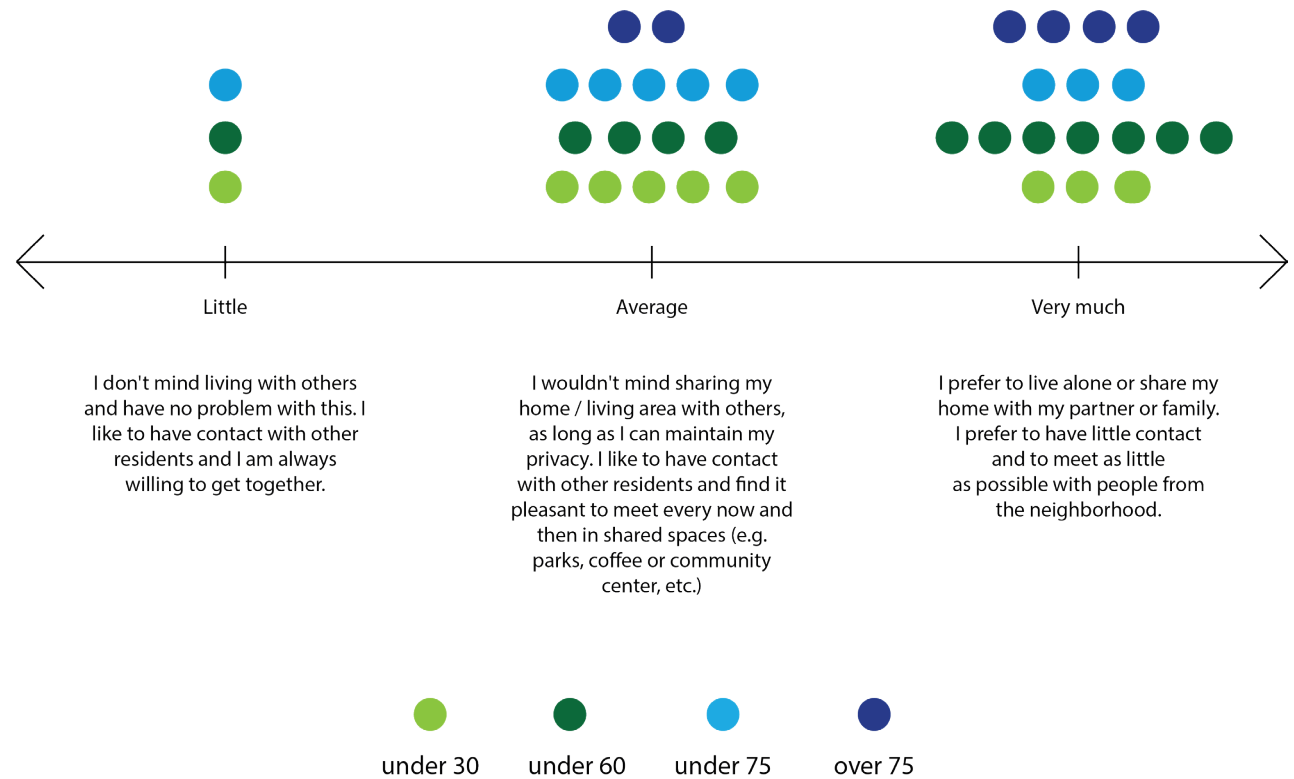 Little
Average
Very much
I don't mind living with others
and have no problem with this. I
like to have contact with other
residents and I am always
willing to get together.
I wouldn't mind sharing my
home / living area with others,
as long as I can maintain my
privacy. I like to have contact
with other residents and find it
pleasant to meet every now and
then in shared spaces (e.g.
parks, coffee or community
center, etc.)
I prefer to live alone or share my
home with my partner or family.
I prefer to have little contact
and to meet as little
as possible with people from
the neighborhood.
under 30
under 60
under 75
over 75